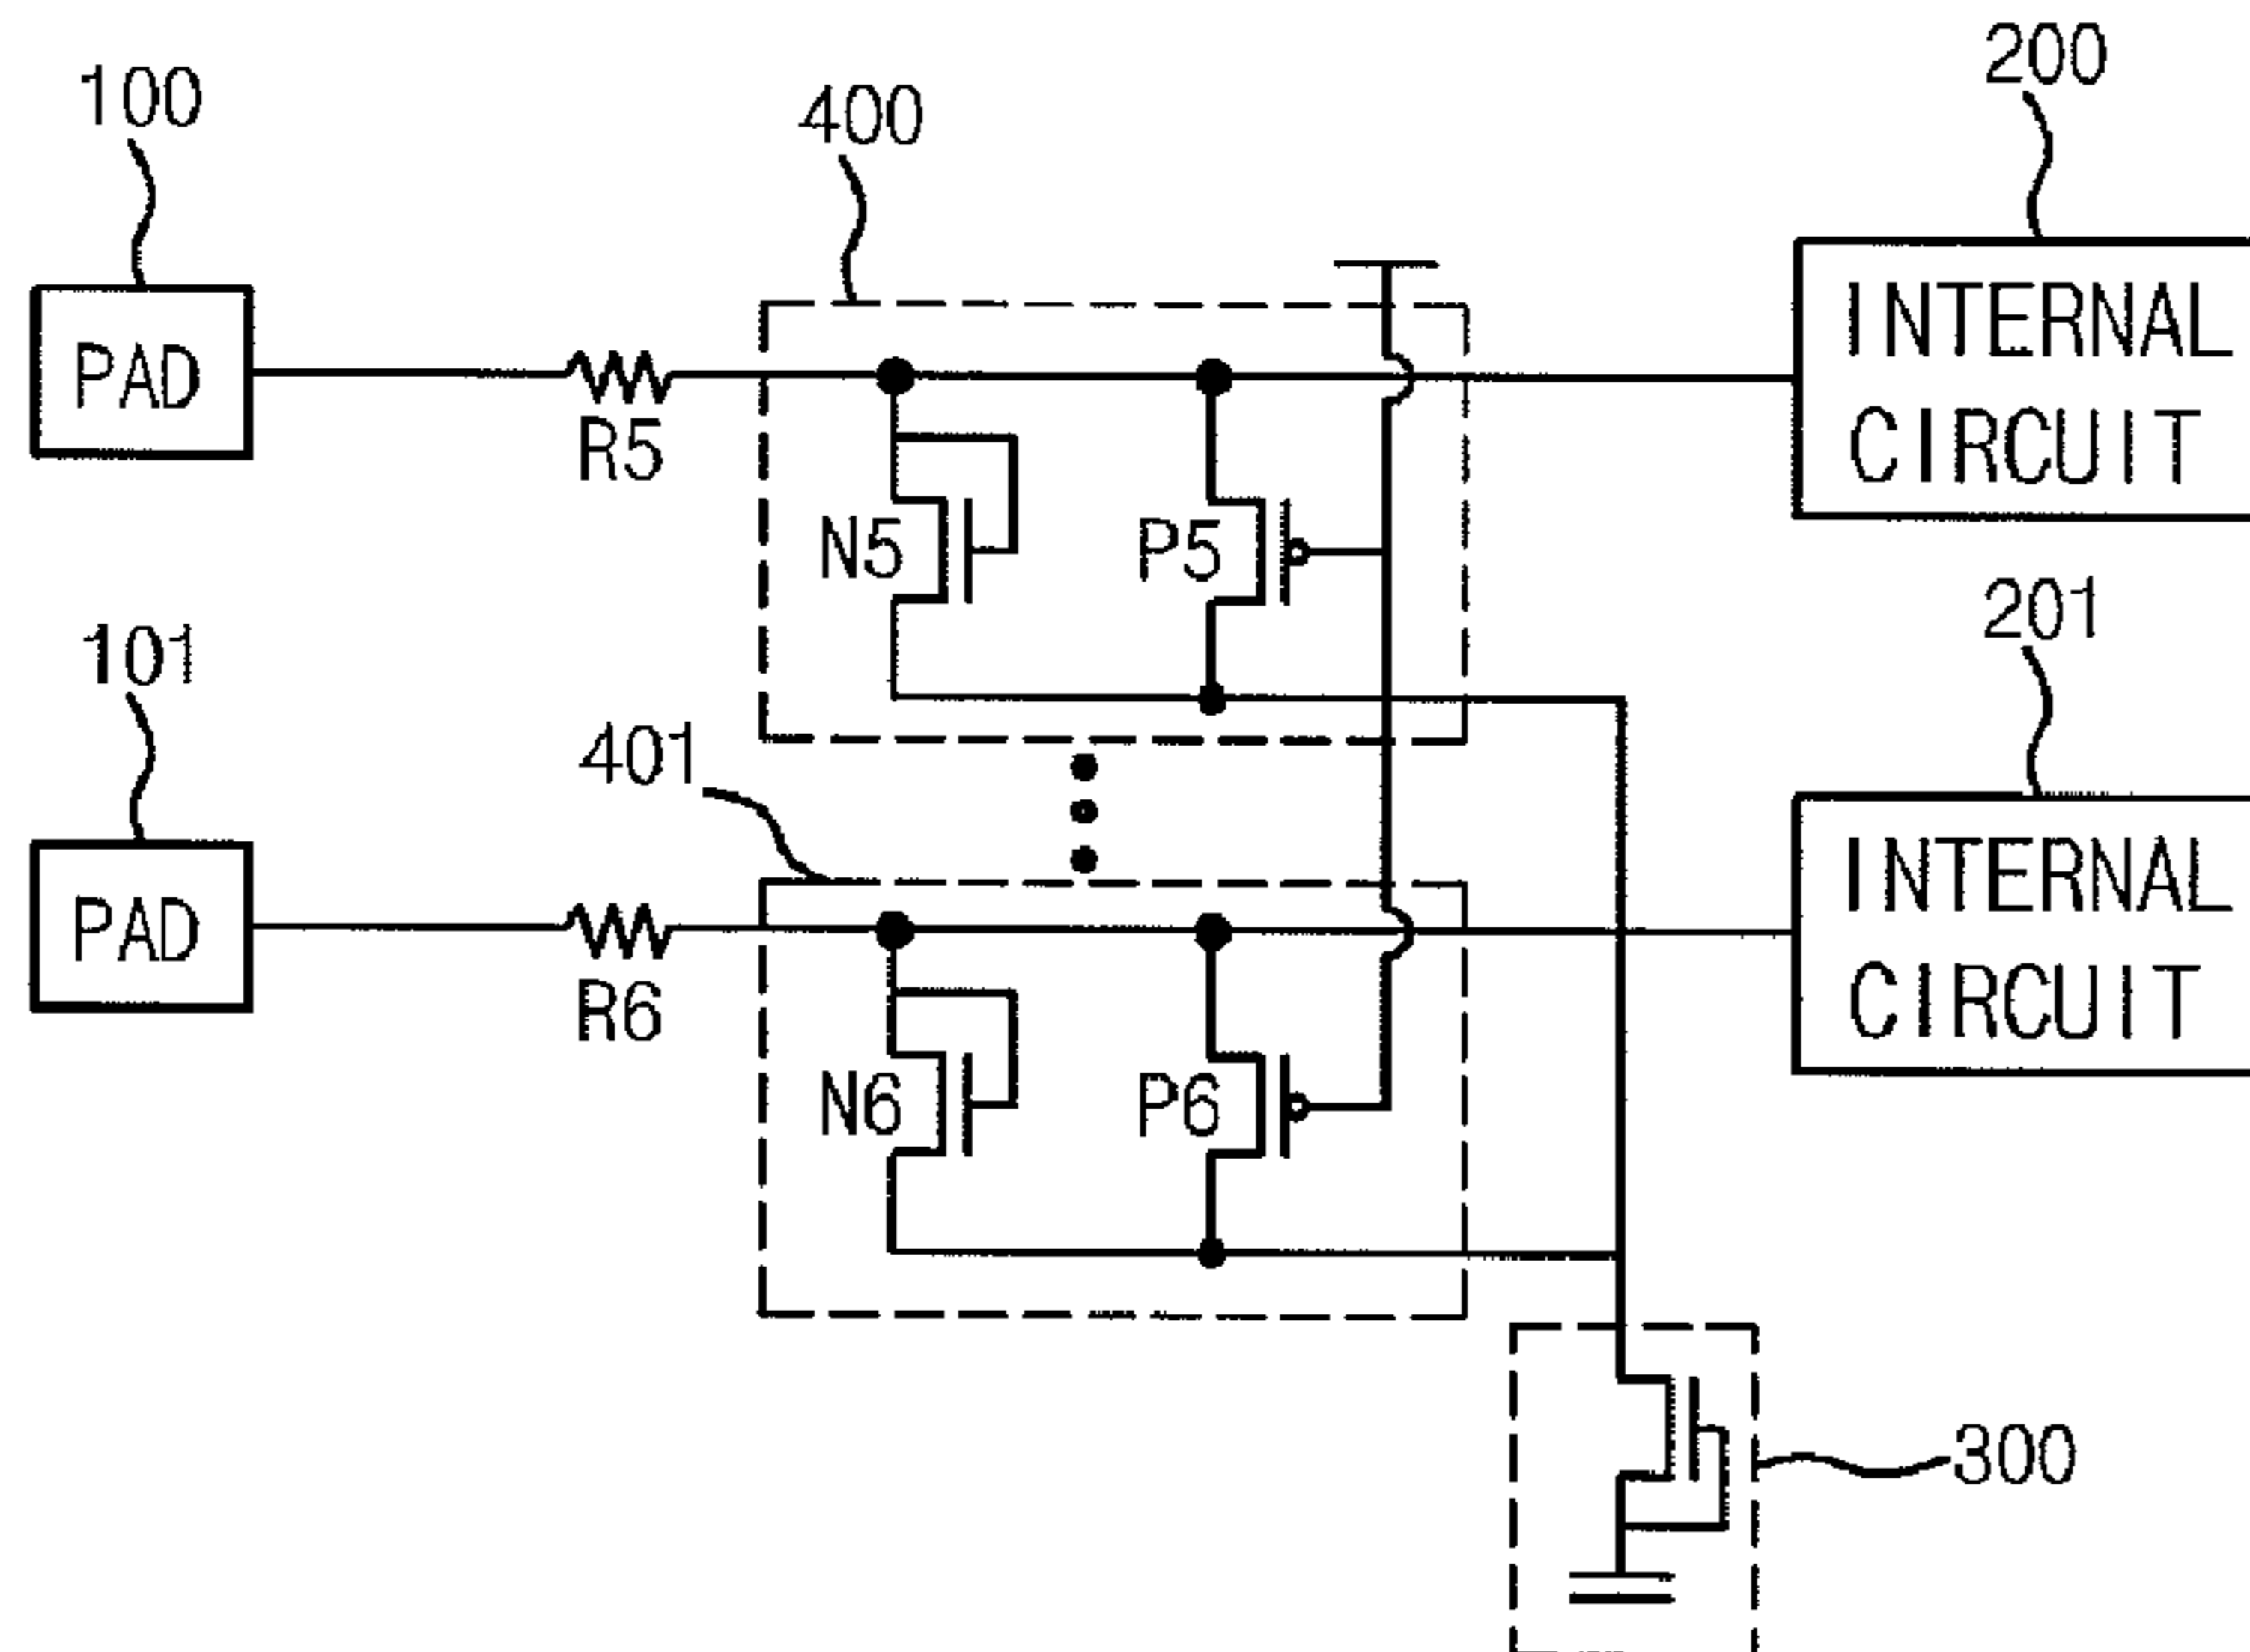 200
100
400
PAD
R5
INTERNAL
CIRCUIT
N5
P5
201
101
401
PAD
R6
INTERNAL
CIRCUIT
N6
P6
300